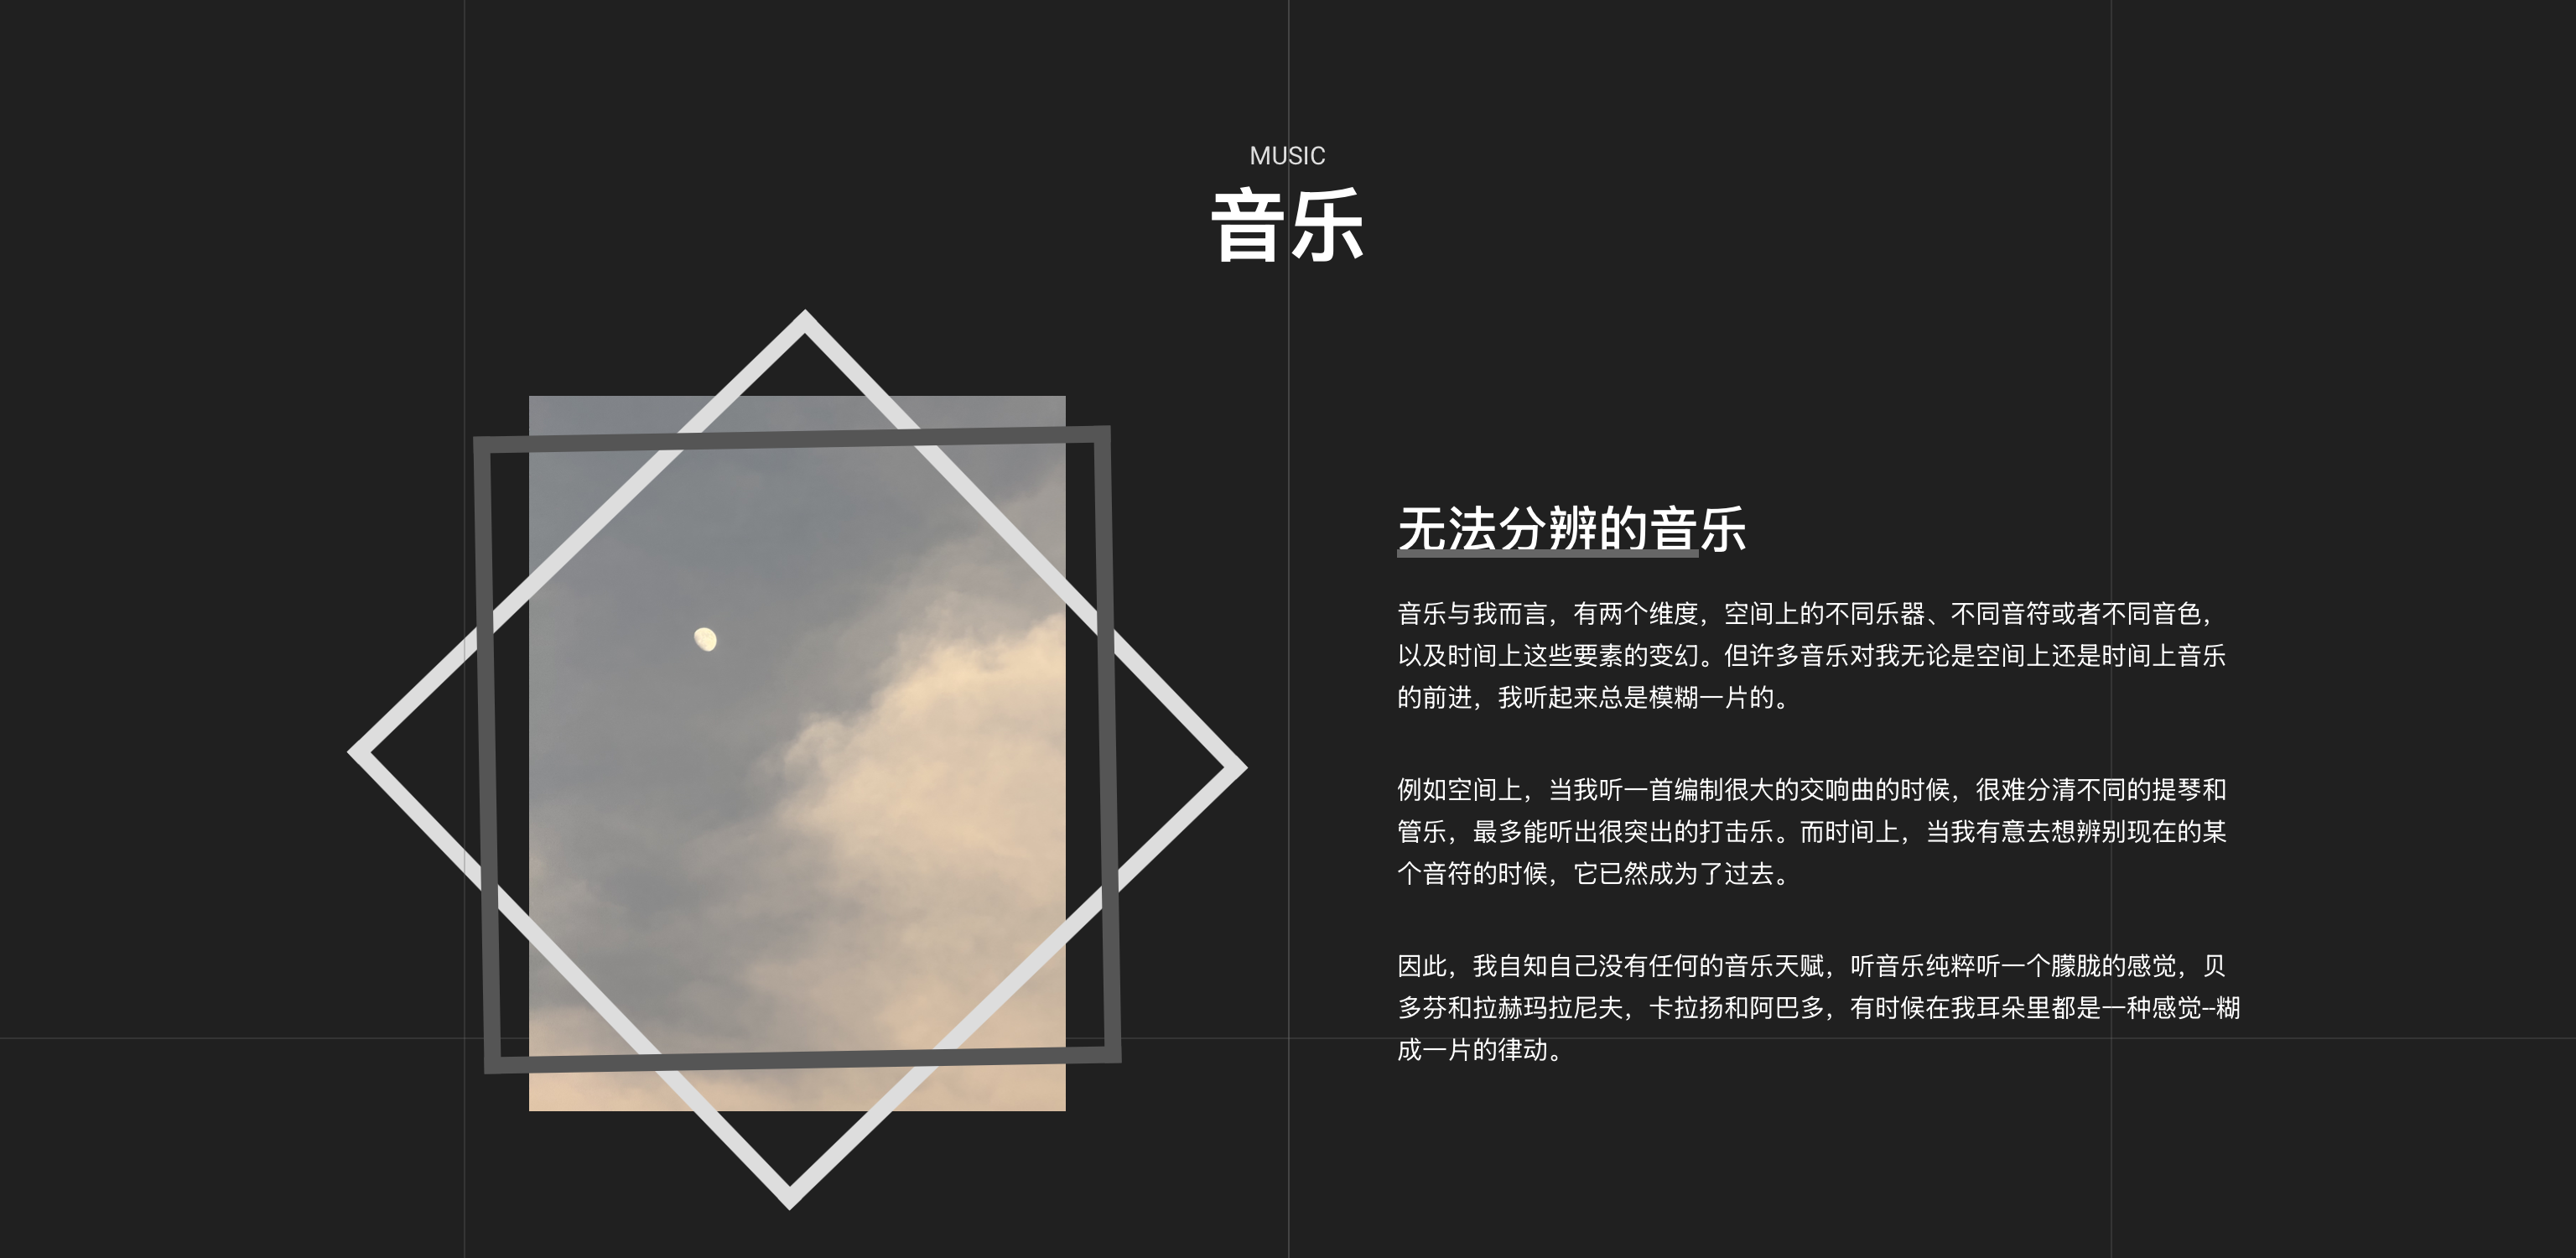 MUSIC
音乐
无法分辨的音乐
音乐与我而言，有两个维度，空间上的不同乐器、不同音符或者不同音色，
以及时间上这些要素的变幻。但许多音乐对我无论是空间上还是时间上音乐
的前进，我听起来总是模糊一片的。
例如空间上，当我听一首编制很大的交响曲的时候，很难分清不同的提琴和
管乐，最多能听出很突出的打击乐。而时间上，当我有意去想辨别现在的某
个音符的时候，它已然成为了过去。
因此，我自知自己没有任何的音乐天赋，听音乐纯粹听一个朦胧的感觉，贝
多芬和拉赫玛拉尼夫，卡拉扬和阿巴多，有时候在我耳朵里都是一种感觉--糊
成一片的律动。